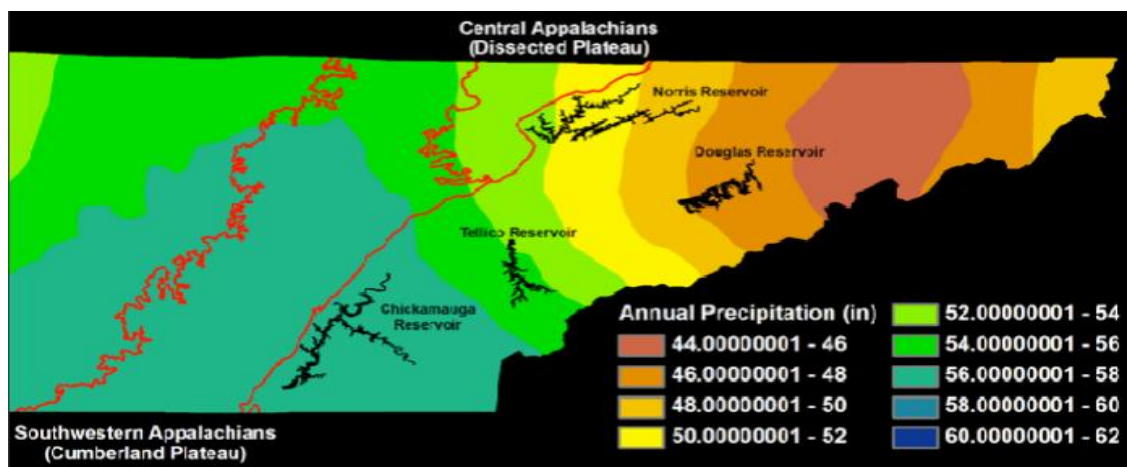 Central Appalachians
(Dissected Plateau)
Norris Reservoir
Douglas Reservoir
Tellico Reservoir
Chickamauga
Reservoir
Annual Precipitation (in)
44.00000001 - 46
46.00000001 - 48
48.00000001 - 50
50.00000001 - 52
52.00000001 - 54
54.00000001 - 56
56.00000001 - 58
58.00000001 - 60
60.00000001 - 62
Southwestern Appalachians
(Cumberland Plateau)